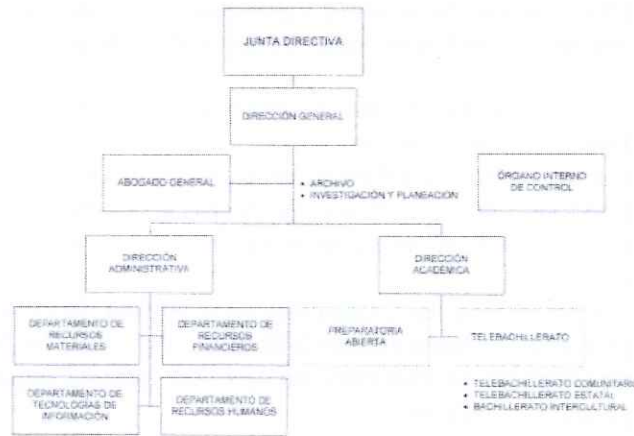 JUNTA DIRECTIVA
DIRECCIÓN GENERAL
ABOGADO GENERAL
• ARCHIVO
• INVESTIGACIÓN Y PLANEACIÓN
ÓRGANO INTERNO
DE CONTROL
DIRECCIÓN
ADMINISTRATIVA
DIRECCIÓN
ACADÉMICA
DEPARTAMENTO DE
RECURSOS
MATERIALES
DEPARTAMENTO DE
RECURSOS
FINANCIEROS
PREPARATORIA
ABIERTA
TELEBACHILLERATO
DEPARTAMENTO DE
TECNOLOGÍAS DE
INFORMACIÓN
DEPARTAMENTO DE
RECURSOS HUMANOS
• TELEBACHILLERATO COMUNITARI
• TELEBACHILLERATO ESTATAL
• BACHILLERATO INTERCULTURAL